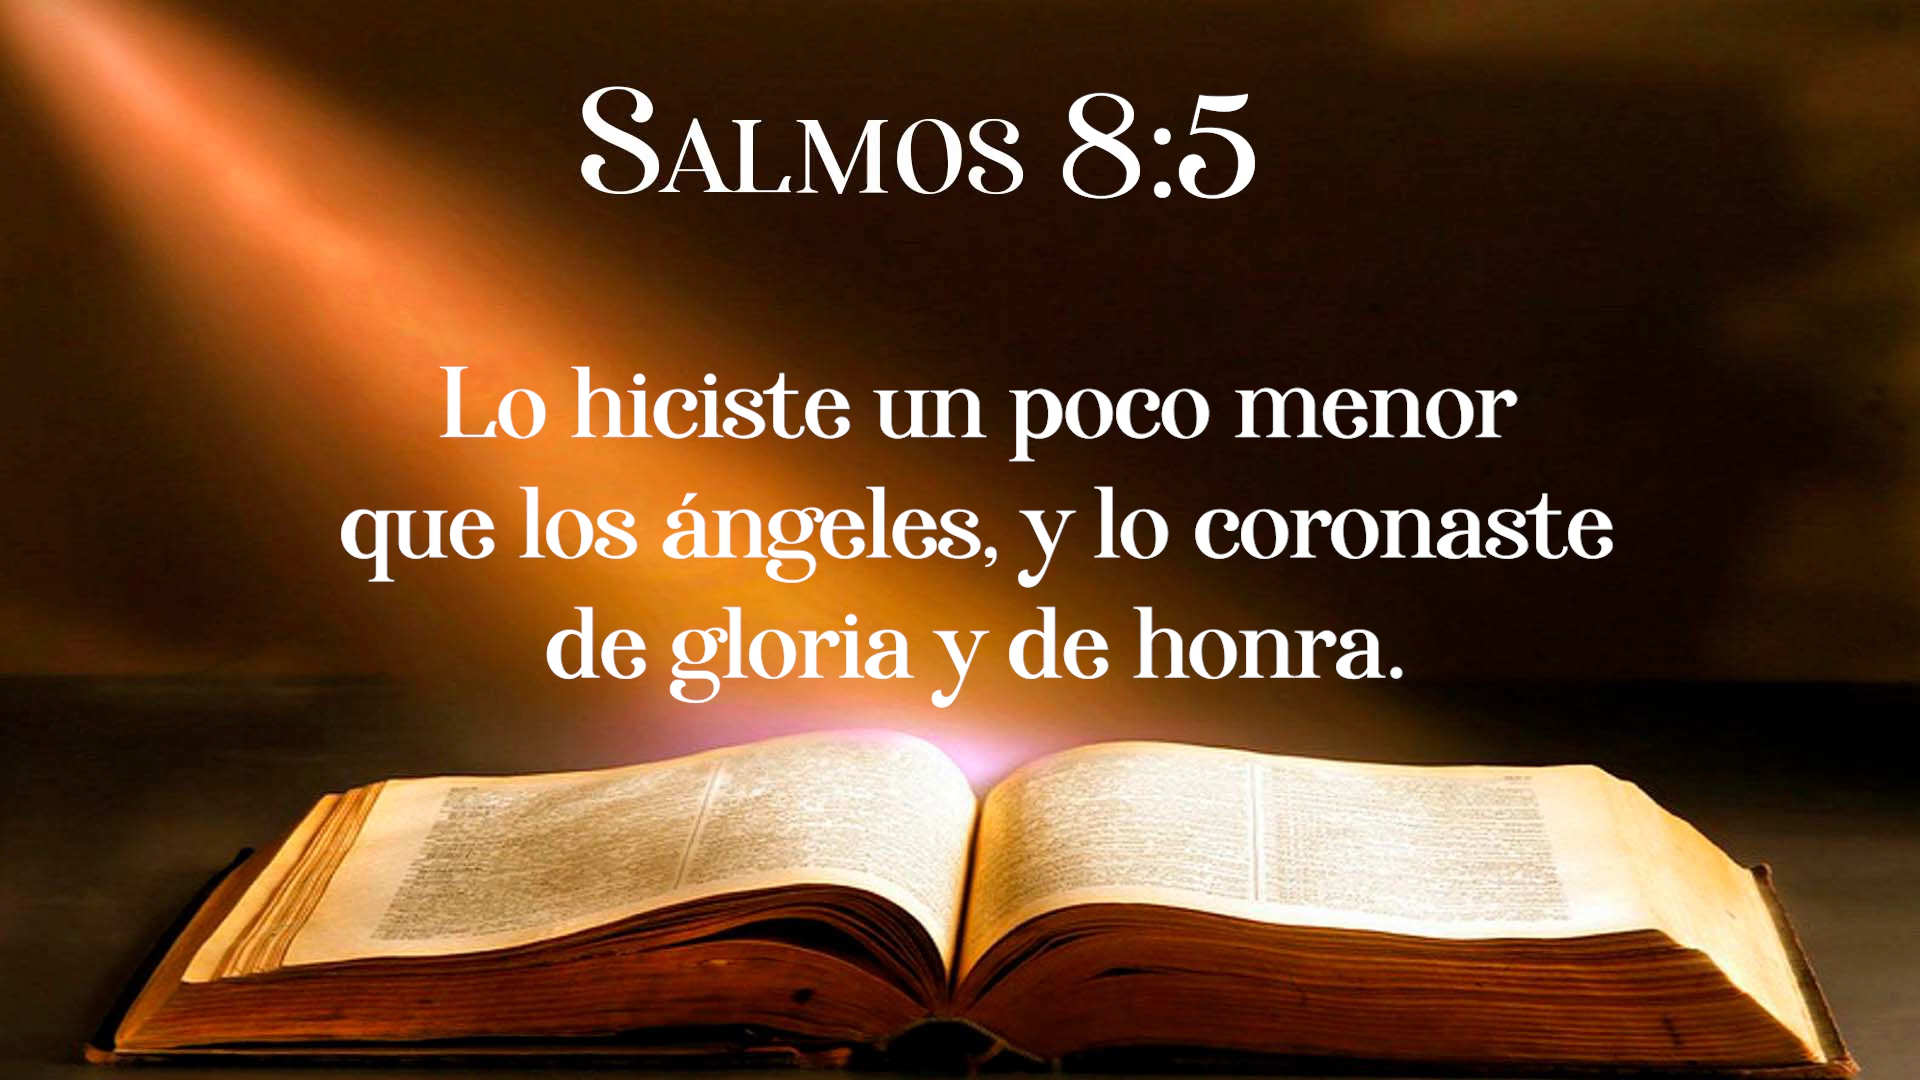 Salmos 8:5
Lo hiciste un poco menor
que los ángeles, y lo coronaste
de gloria y de honra.